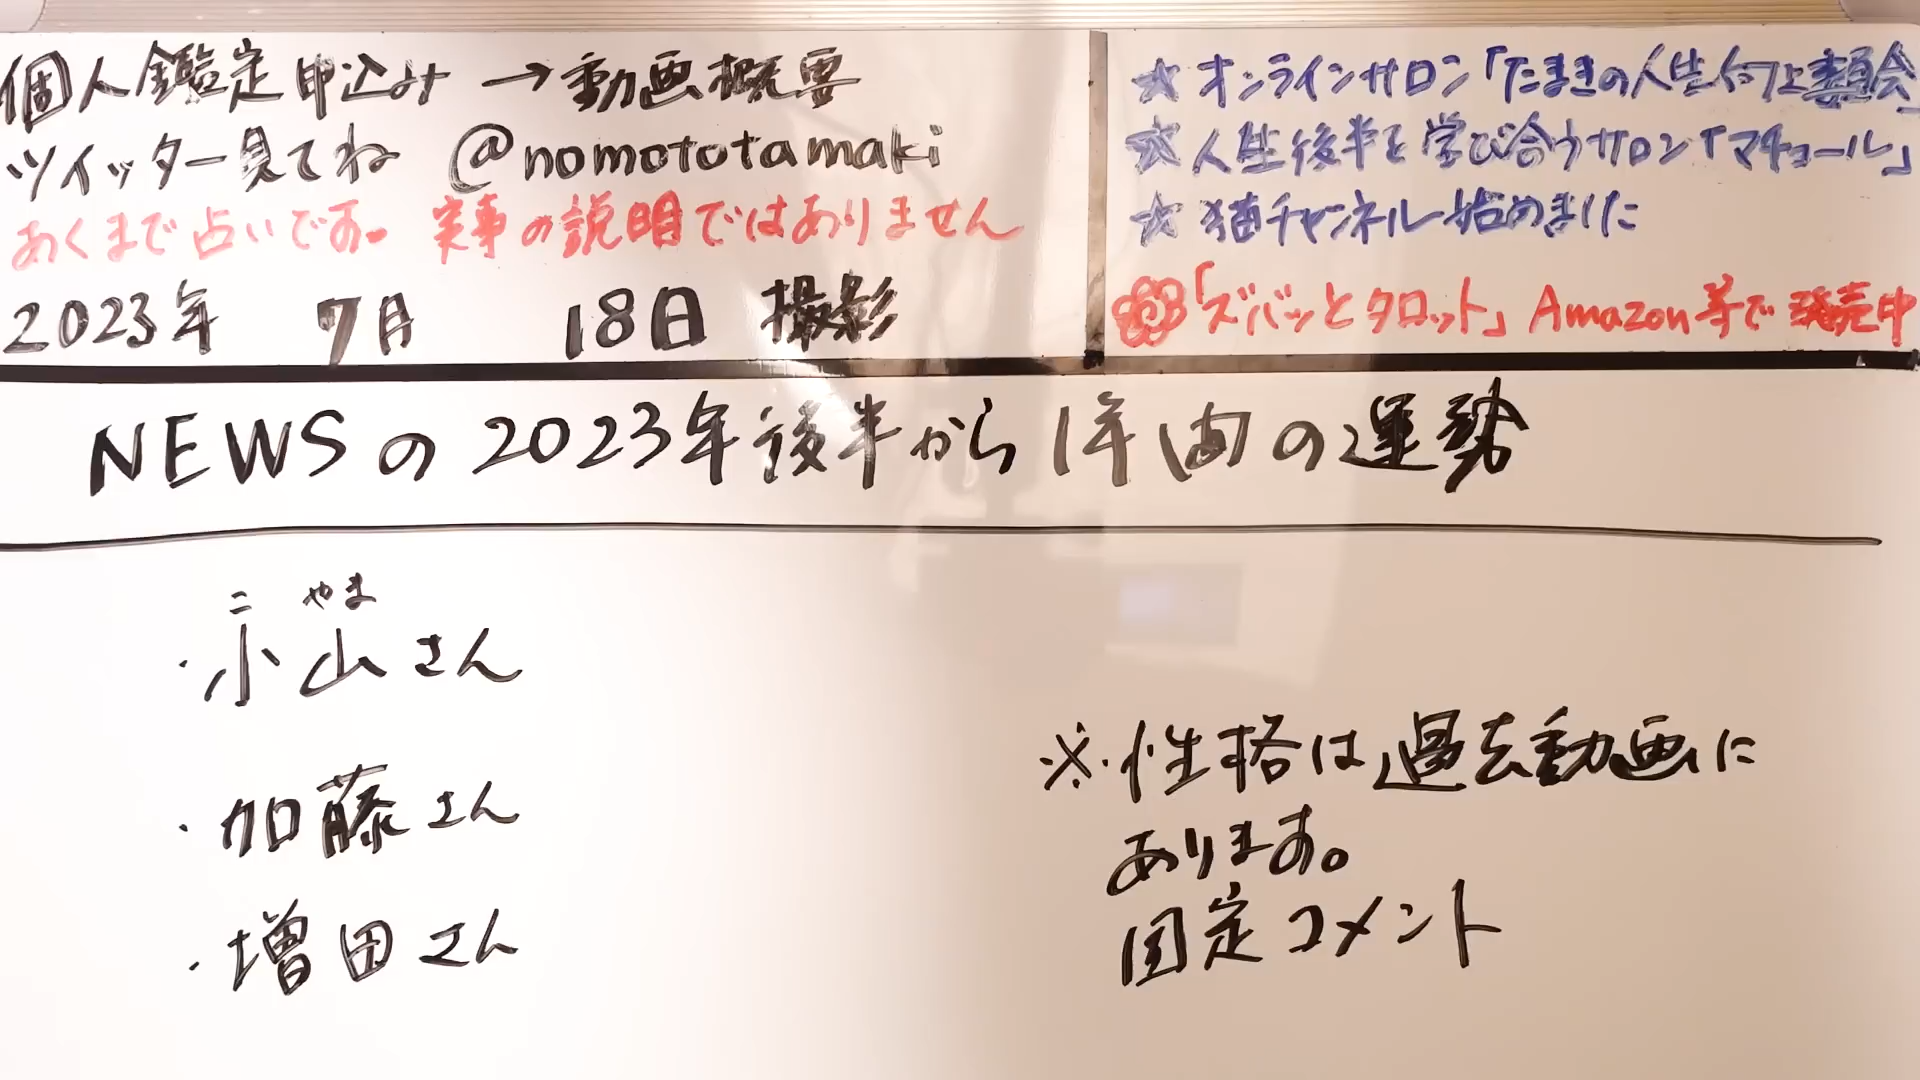 個人鑑定申込み→動画概要
ツイッター見てね @nomototamaki
あくまで占いです。実事の説明ではありません
2023年 7月 18日 撮影
☆オンラインサロン「たまきの人生向上委員会」
☆人生後半を学び合うサロン「マチュール」
☆猫チャンネル始めました
「ズバッとタロット」Amazon等で発売中
NEWSの2023年後半から1年間の運勢
こ やま
・小山さん
・加藤さん
・増田さん
※性格は過去動画に
あります。
固定コメント